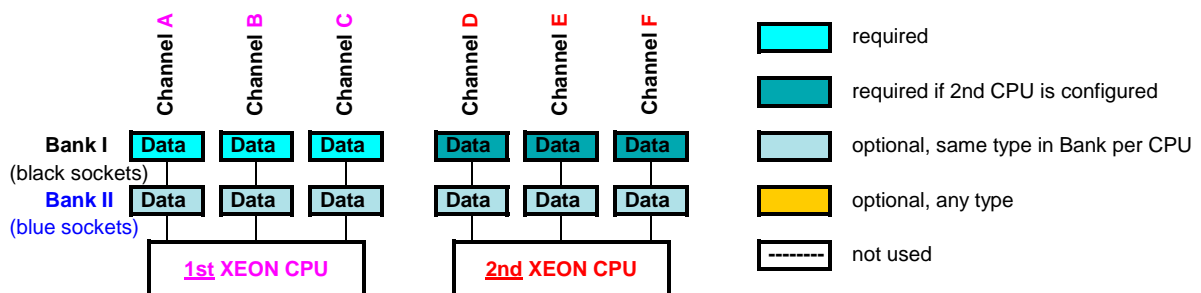 Channel A
Channel B
Channel C
Channel D
Channel E
Channel F
Bank I
(black sockets)
Data Data Data Data Data Data
Bank II
(blue sockets)
Data Data Data Data Data Data
1st XEON CPU
2nd XEON CPU
required
required if 2nd CPU is configured
optional, same type in Bank per CPU
optional, any type
--------
not used